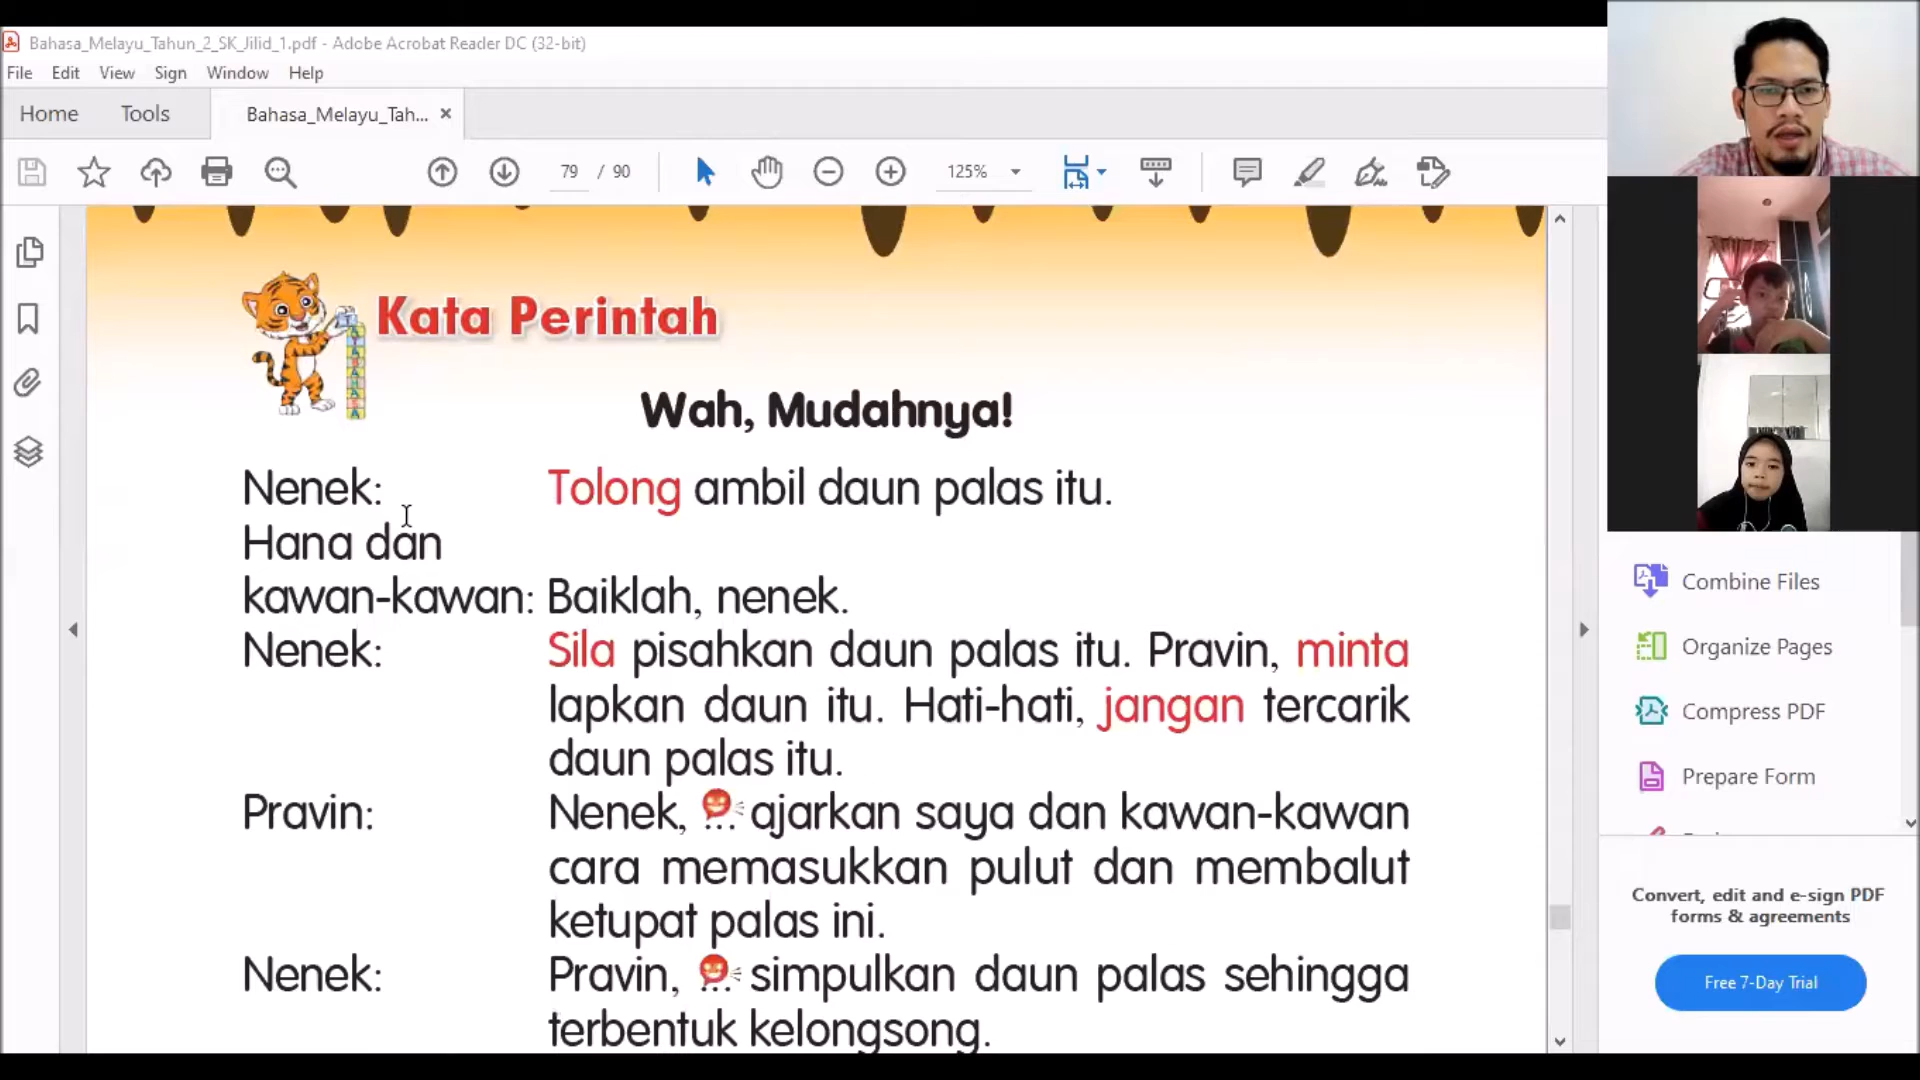 Bahasa_Melayu_Tahun_2_SK_Jilid_1.pdf - Adobe Acrobat Reader DC (32-bit)
File Edit View Sign Window Help
Home Tools Bahasa_Melayu_Tah... ×
79 / 90 125%
Kata Perintah
Wah, Mudahnya!
Nenek: Tolong ambil daun palas itu.
Hana dan
kawan-kawan: Baiklah, nenek.
Nenek: Sila pisahkan daun palas itu. Pravin, minta
lapkan daun itu. Hati-hati, jangan tercarik
daun palas itu.
Pravin: Nenek, ... ajarkan saya dan kawan-kawan
cara memasukkan pulut dan membalut
ketupat palas ini.
Nenek: Pravin, ... simpulkan daun palas sehingga
terbentuk kelongsong.
Combine Files
Organize Pages
Compress PDF
Prepare Form
Convert, edit and e-sign PDF
forms & agreements
Free 7-Day Trial